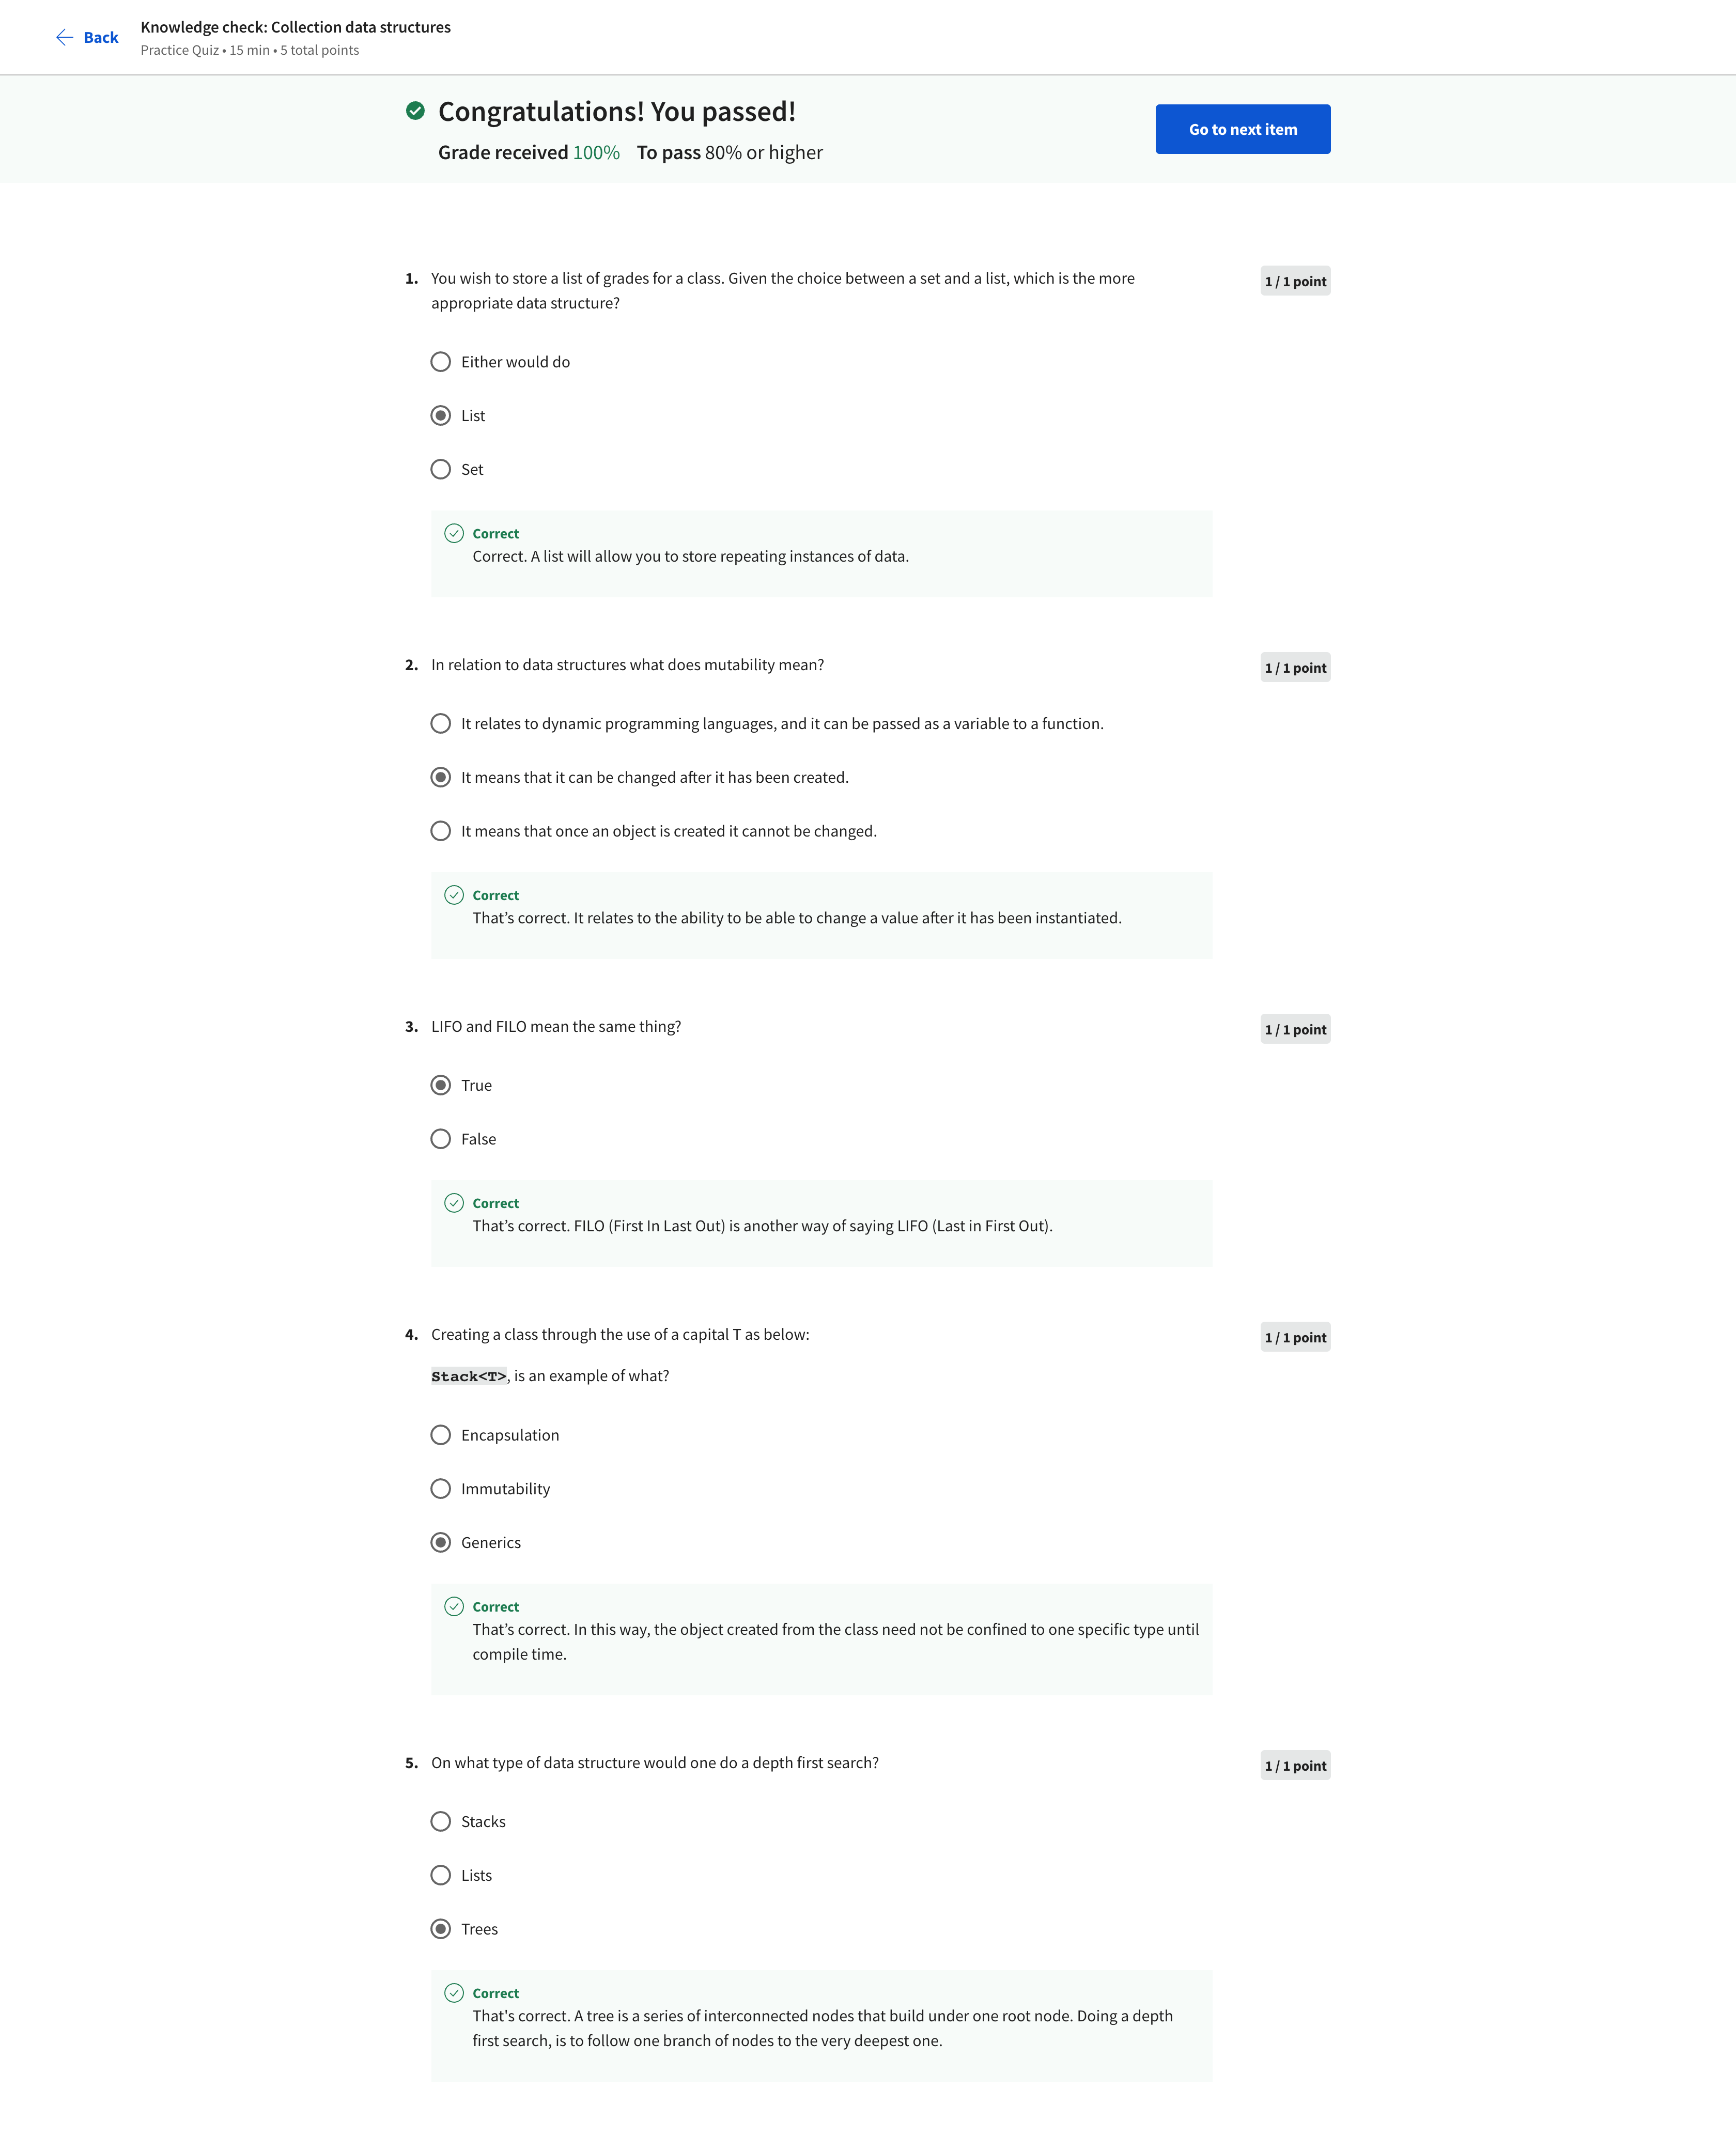 Back
Knowledge check: Collection data structures
Practice Quiz • 15 min • 5 total points
Congratulations! You passed!
Grade received 100% To pass 80% or higher
Go to next item
1. You wish to store a list of grades for a class. Given the choice between a set and a list, which is the more
appropriate data structure?
1 / 1 point
Either would do
List
Set
Correct
Correct. A list will allow you to store repeating instances of data.
2. In relation to data structures what does mutability mean?
1 / 1 point
It relates to dynamic programming languages, and it can be passed as a variable to a function.
It means that it can be changed after it has been created.
It means that once an object is created it cannot be changed.
Correct
That’s correct. It relates to the ability to be able to change a value after it has been instantiated.
3. LIFO and FILO mean the same thing?
1 / 1 point
True
False
Correct
That’s correct. FILO (First In Last Out) is another way of saying LIFO (Last in First Out).
4. Creating a class through the use of a capital T as below:
1 / 1 point
Stack<T>, is an example of what?
Encapsulation
Immutability
Generics
Correct
That’s correct. In this way, the object created from the class need not be confined to one specific type until
compile time.
5. On what type of data structure would one do a depth first search?
1 / 1 point
Stacks
Lists
Trees
Correct
That's correct. A tree is a series of interconnected nodes that build under one root node. Doing a depth
first search, is to follow one branch of nodes to the very deepest one.